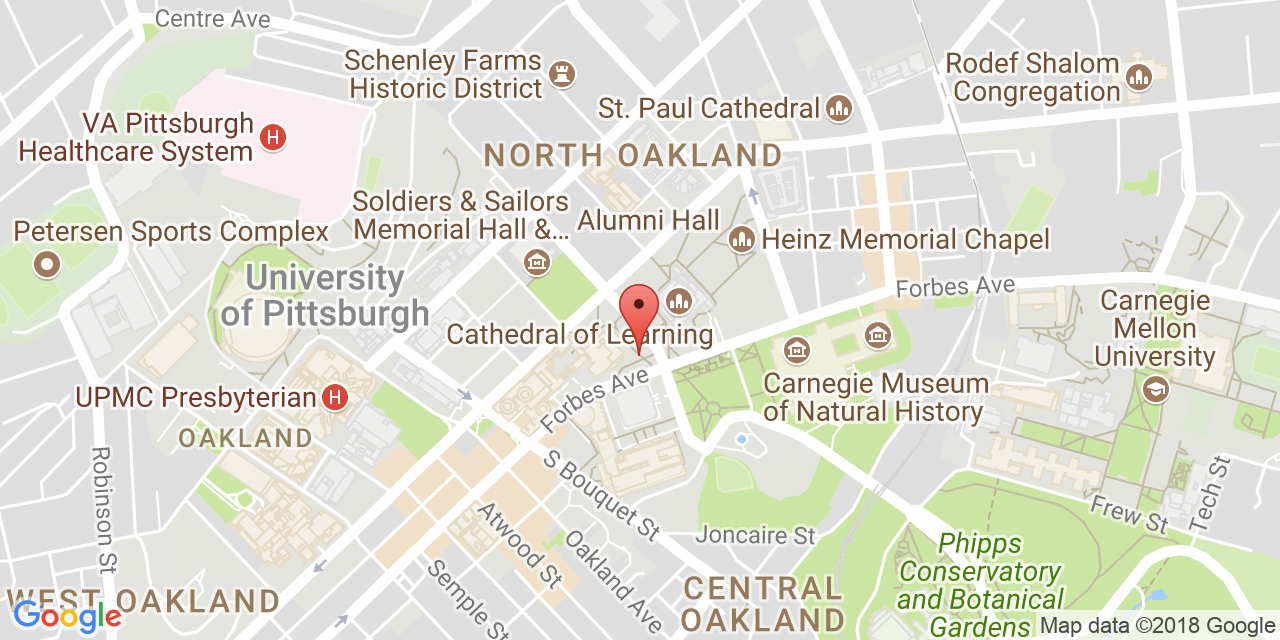 Centre Ave
Schenley Farms
Historic District
Rodef Shalom
Congregation
St. Paul Cathedral
VA Pittsburgh
Healthcare System
NORTH OAKLAND
Soldiers & Sailors
Memorial Hall &...
Alumni Hall
Petersen Sports Complex
Heinz Memorial Chapel
University
of Pittsburgh
Forbes Ave
Carnegie
Mellon
University
Cathedral of Learning
H
Carnegie Museum
of Natural History
UPMC Presbyterian
H
Forbes Ave
OAKLAND
Robinson St
S Bouquet St
Tech St
Frew St
Atwood St
Joncaire St
Oakland Ave
Semple St
Phipps
Conservatory
and Botanical
Gardens
CENTRAL
OAKLAND
WEST OAKLAND
Google
Map data ©2018 Google